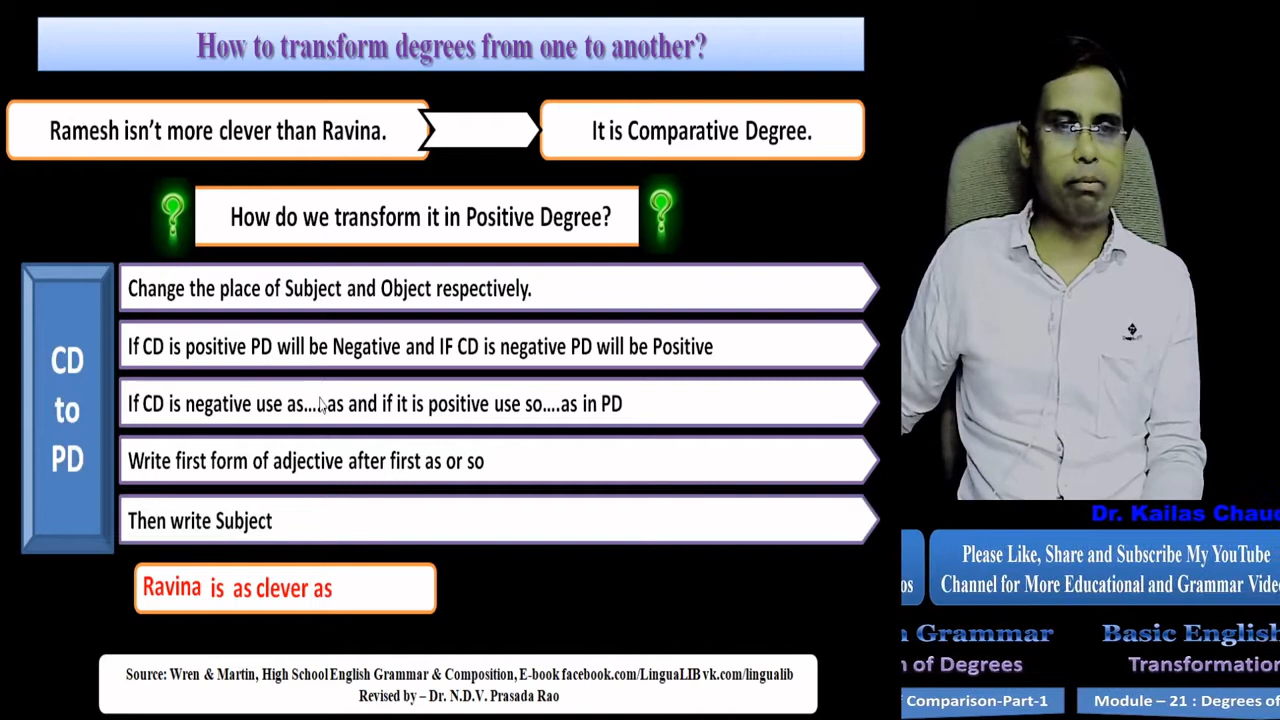 How to transform degrees from one to another?
Ramesh isn't more clever than Ravina.
It is Comparative Degree.
How do we transform it in Positive Degree?
CD
to
PD
Change the place of Subject and Object respectively.
If CD is positive PD will be Negative and IF CD is negative PD will be Positive
If CD is negative use as....as and if it is positive use so....as in PD
Write first form of adjective after first as or so
Then write Subject
Ravina is as clever as
Source: Wren & Martin, High School English Grammar & Composition, E-book facebook.com/LinguaLIB vk.com/lingualib
Revised by – Dr. N.D.V. Prasada Rao
Dr. Kailas Chau
Please Like, Share and Subscribe My YouTube
Channel for More Educational and Grammar Vide
os
Grammar
Basic English
n of Degrees
Transformation
Comparison-Part-1
Module – 21 : Degrees of